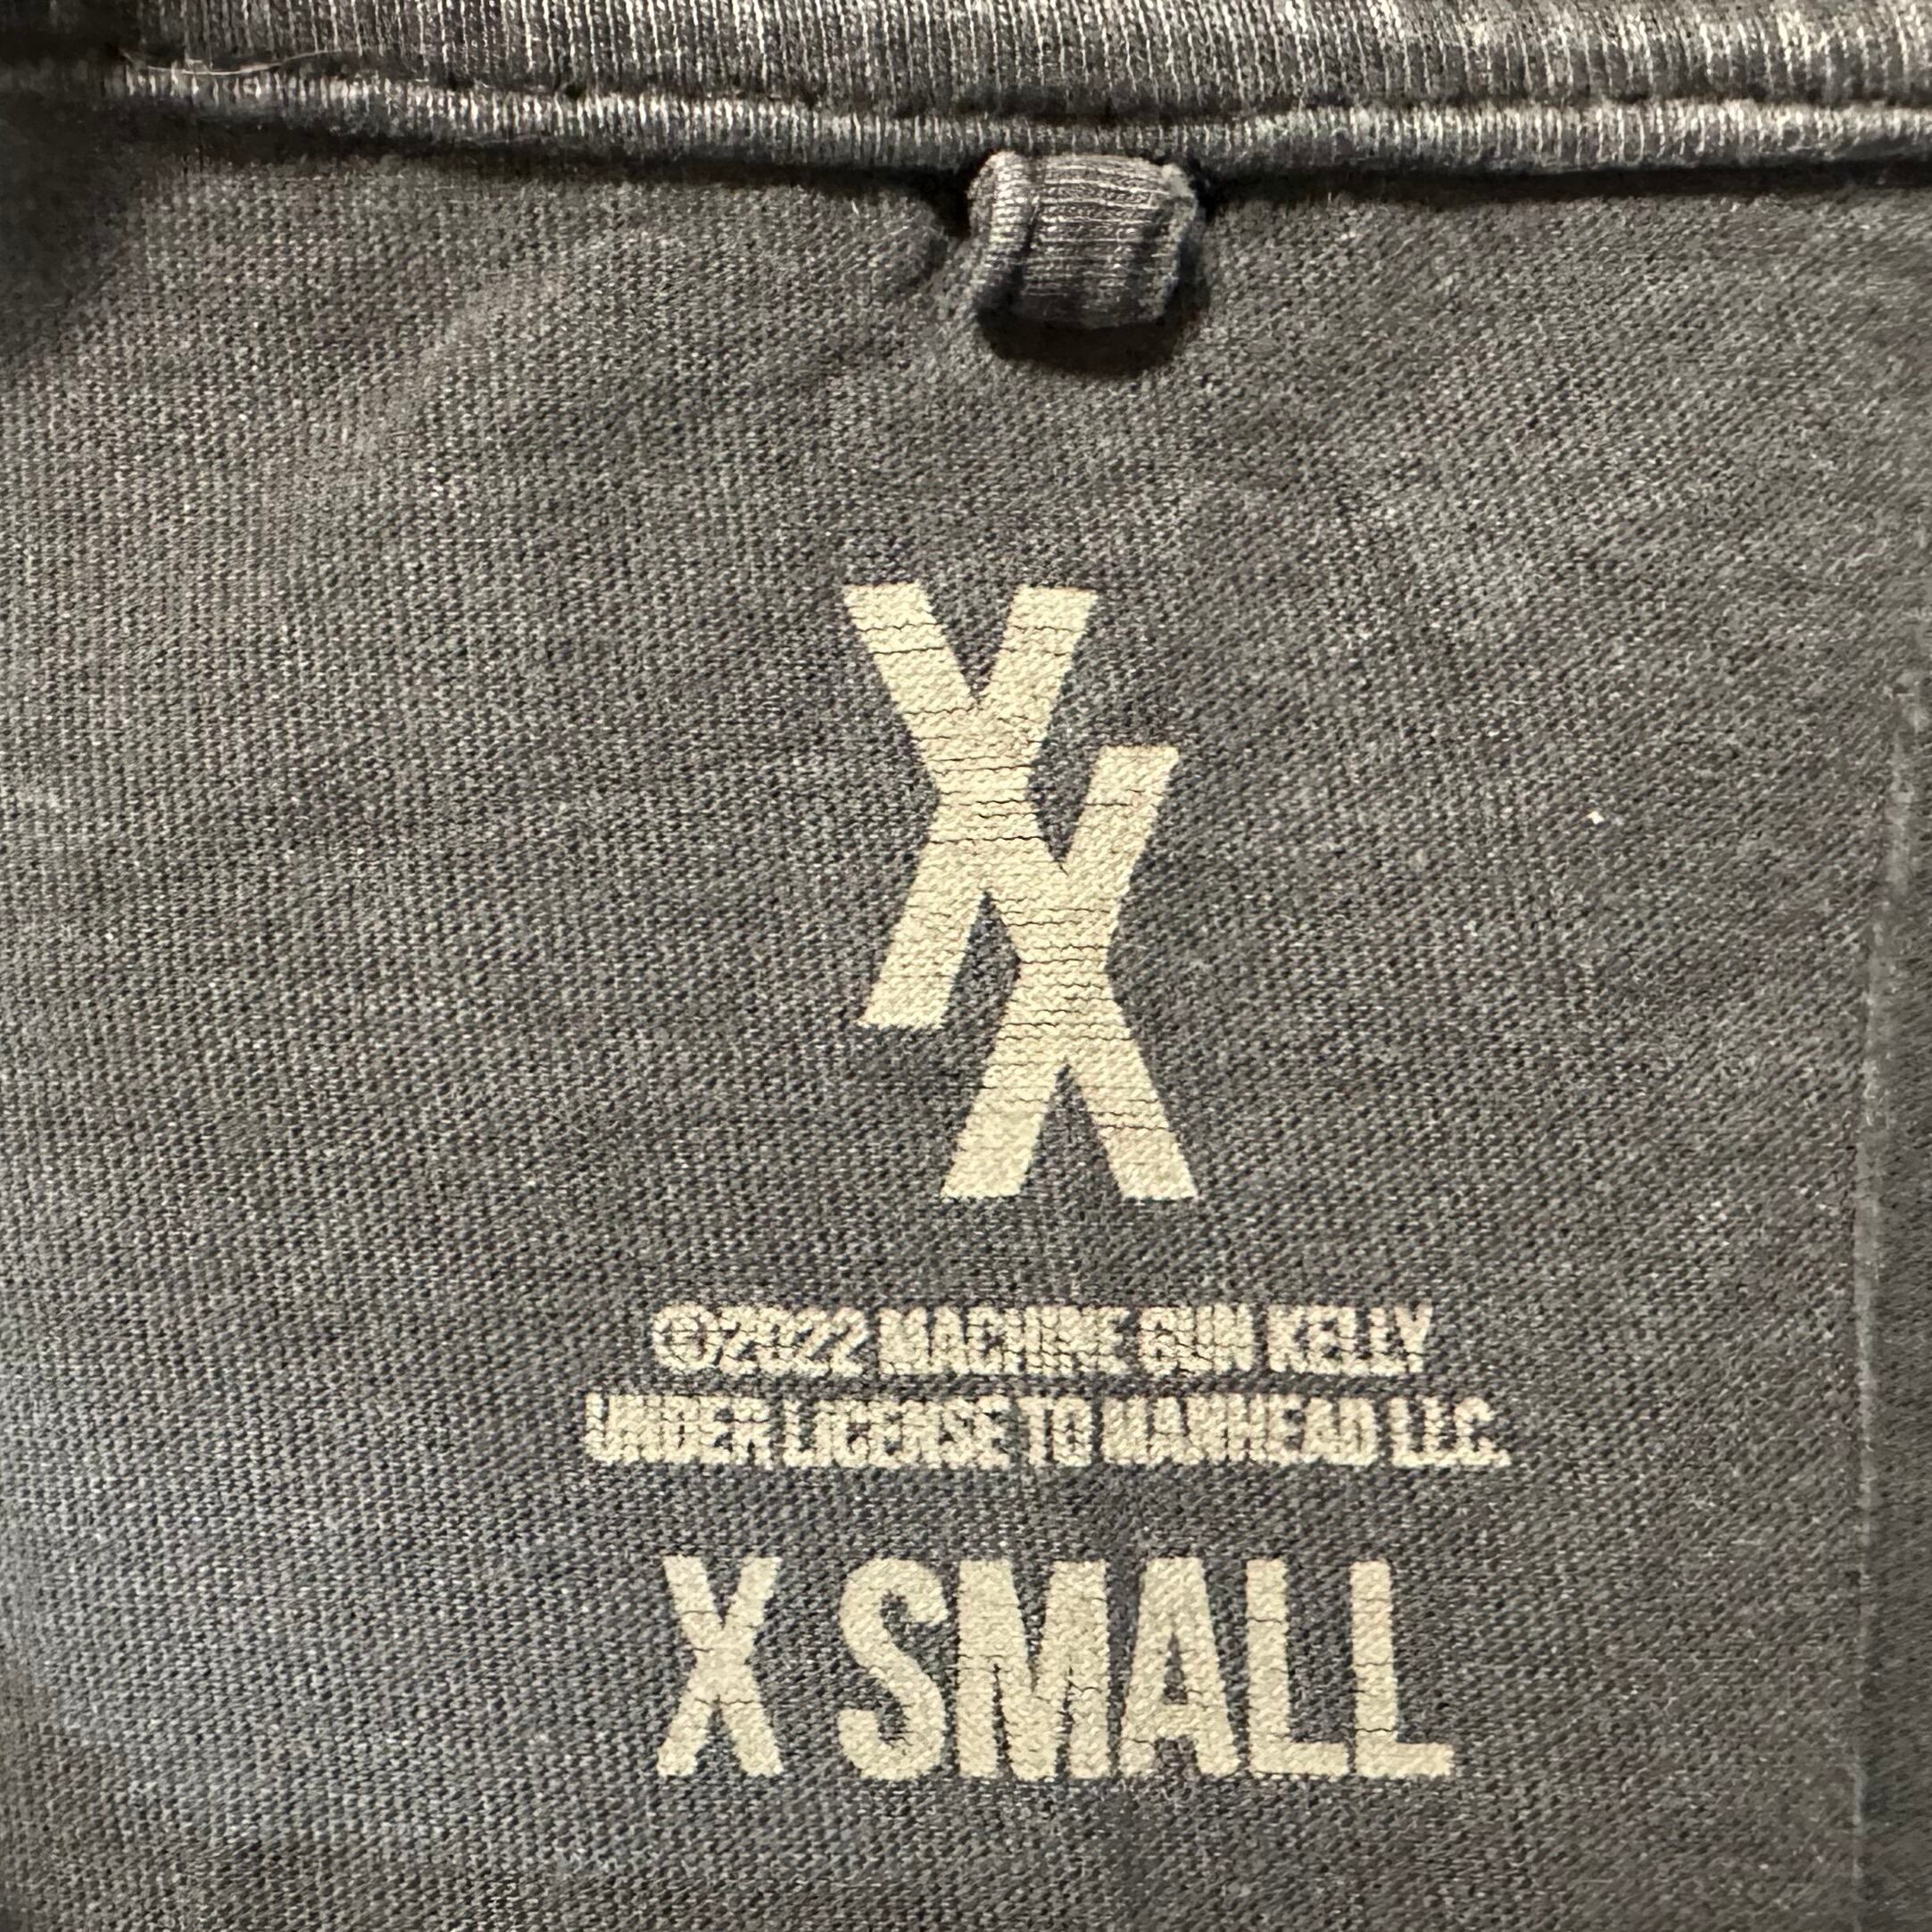 XX
©2022 MACHINE GUN KELLY
UNDER LICENSE TO MANHEAD LLC.
X SMALL